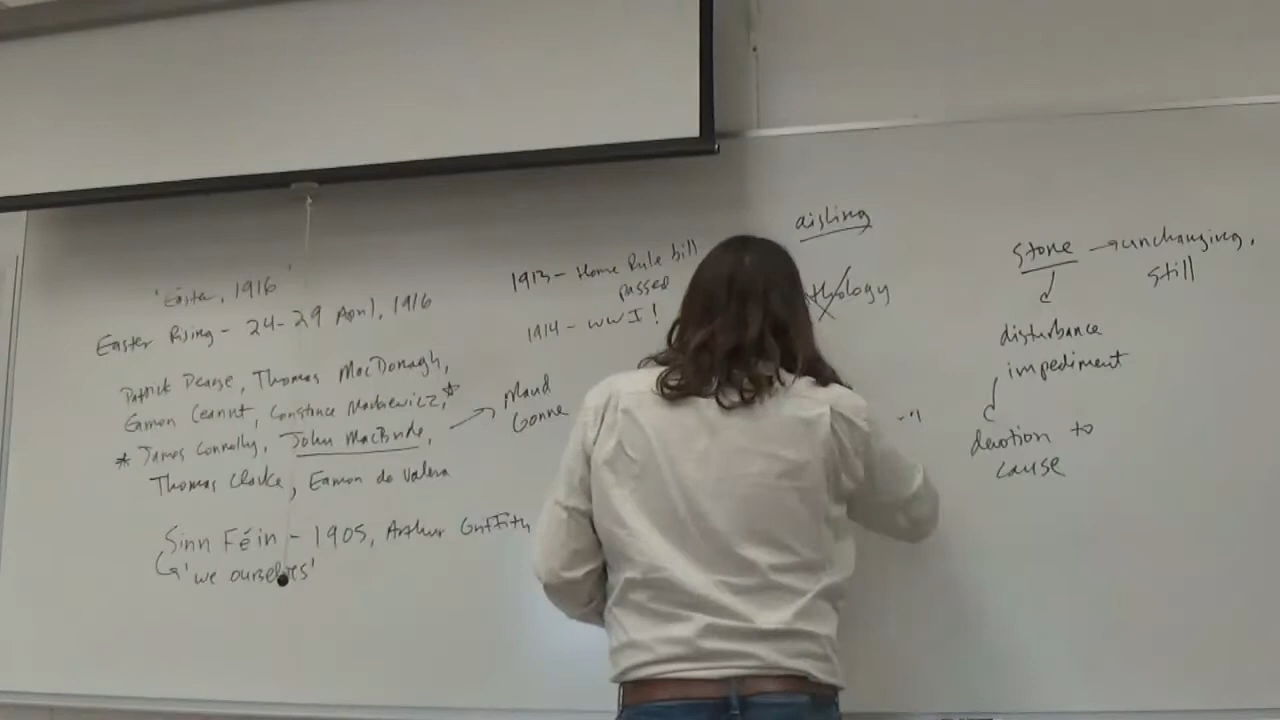 'Easter, 1916'
Easter Rising - 24-29 April, 1916
Patrick Pearse, Thomas MacDonagh,
Eamon Ceannt, Constance Markiewicz,*
* James Connolly, John MacBride,
Thomas Clarke, Eamon de Valera
Maud
Gonne
Sinn Féin - 1905, Arthur Griffith
'we ourselves'
1913 - Home Rule bill
passed
1914 - WWI!
aisling
thology
stone → unchanging,
still
disturbance
impediment
devotion to
cause